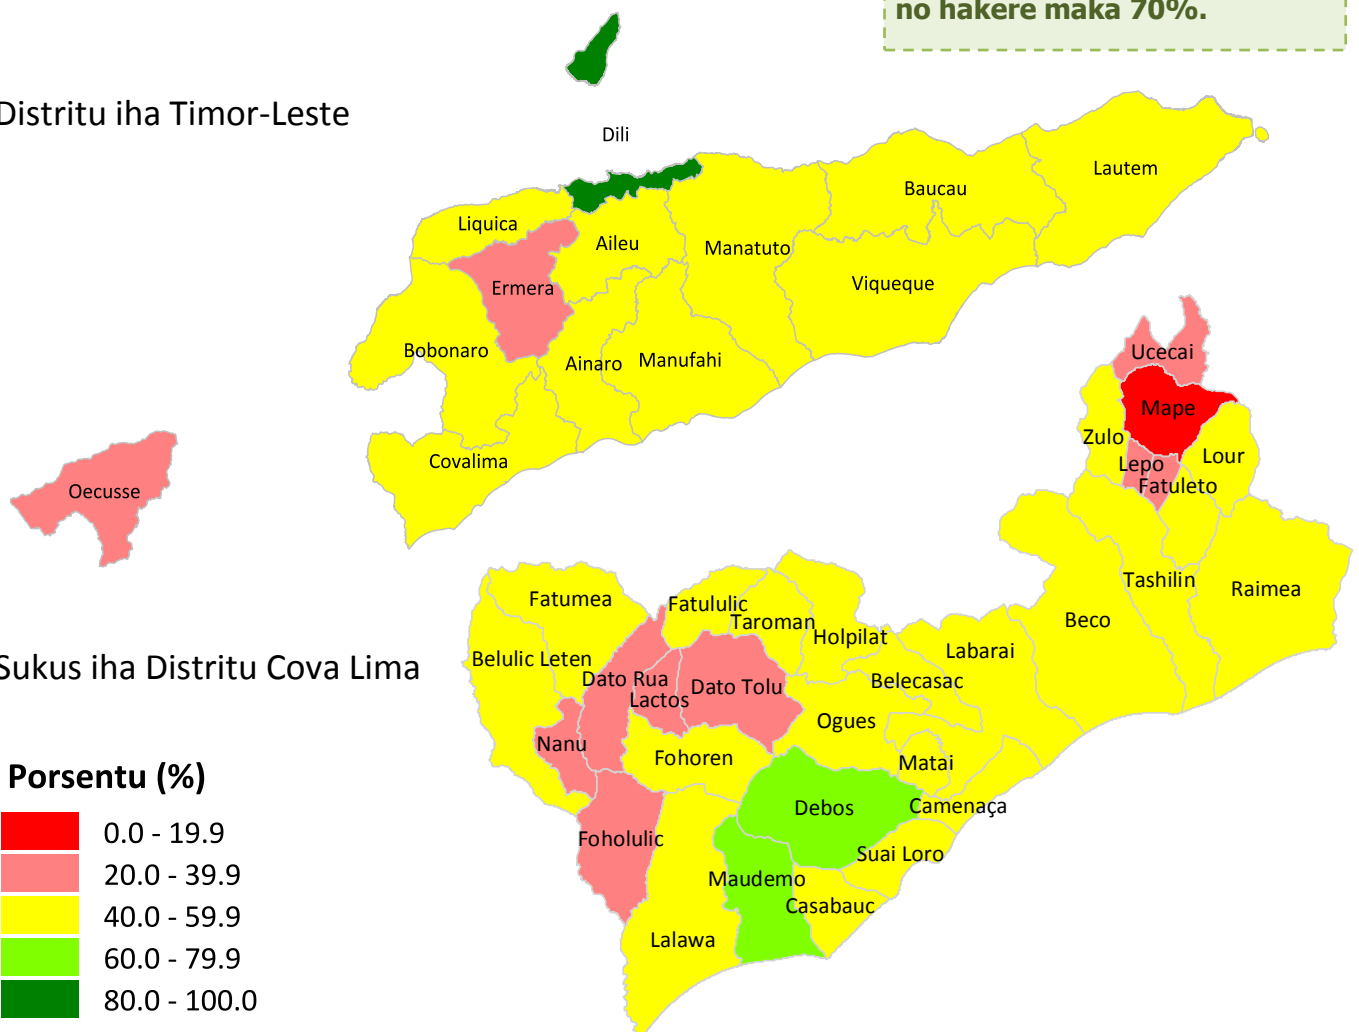 no hakere maka 70%.
Distritu iha Timor-Leste
Dili
Lautem
Baucau
Liquica
Aileu
Manatuto
Viqueque
Ermera
Bobonaro
Ainaro
Manufahi
Ucecai
Mape
Zulo
Lour
Lepo
Fatuleto
Covalima
Oecusse
Tashilin
Raimea
Beco
Fatumea
Fatululic
Taroman
Holpilat
Labarai
Sukus iha Distritu Cova Lima
Belulic Leten
Dato Rua
Belecasac
Dato Tolu
Lactos
Ogues
Nanu
Fohoren
Matai
Porsentu (%)
Debos
Camenaça
0.0 - 19.9
Foholulic
Suai Loro
20.0 - 39.9
Maudemo
Casabauc
40.0 - 59.9
Lalawa
60.0 - 79.9
80.0 - 100.0